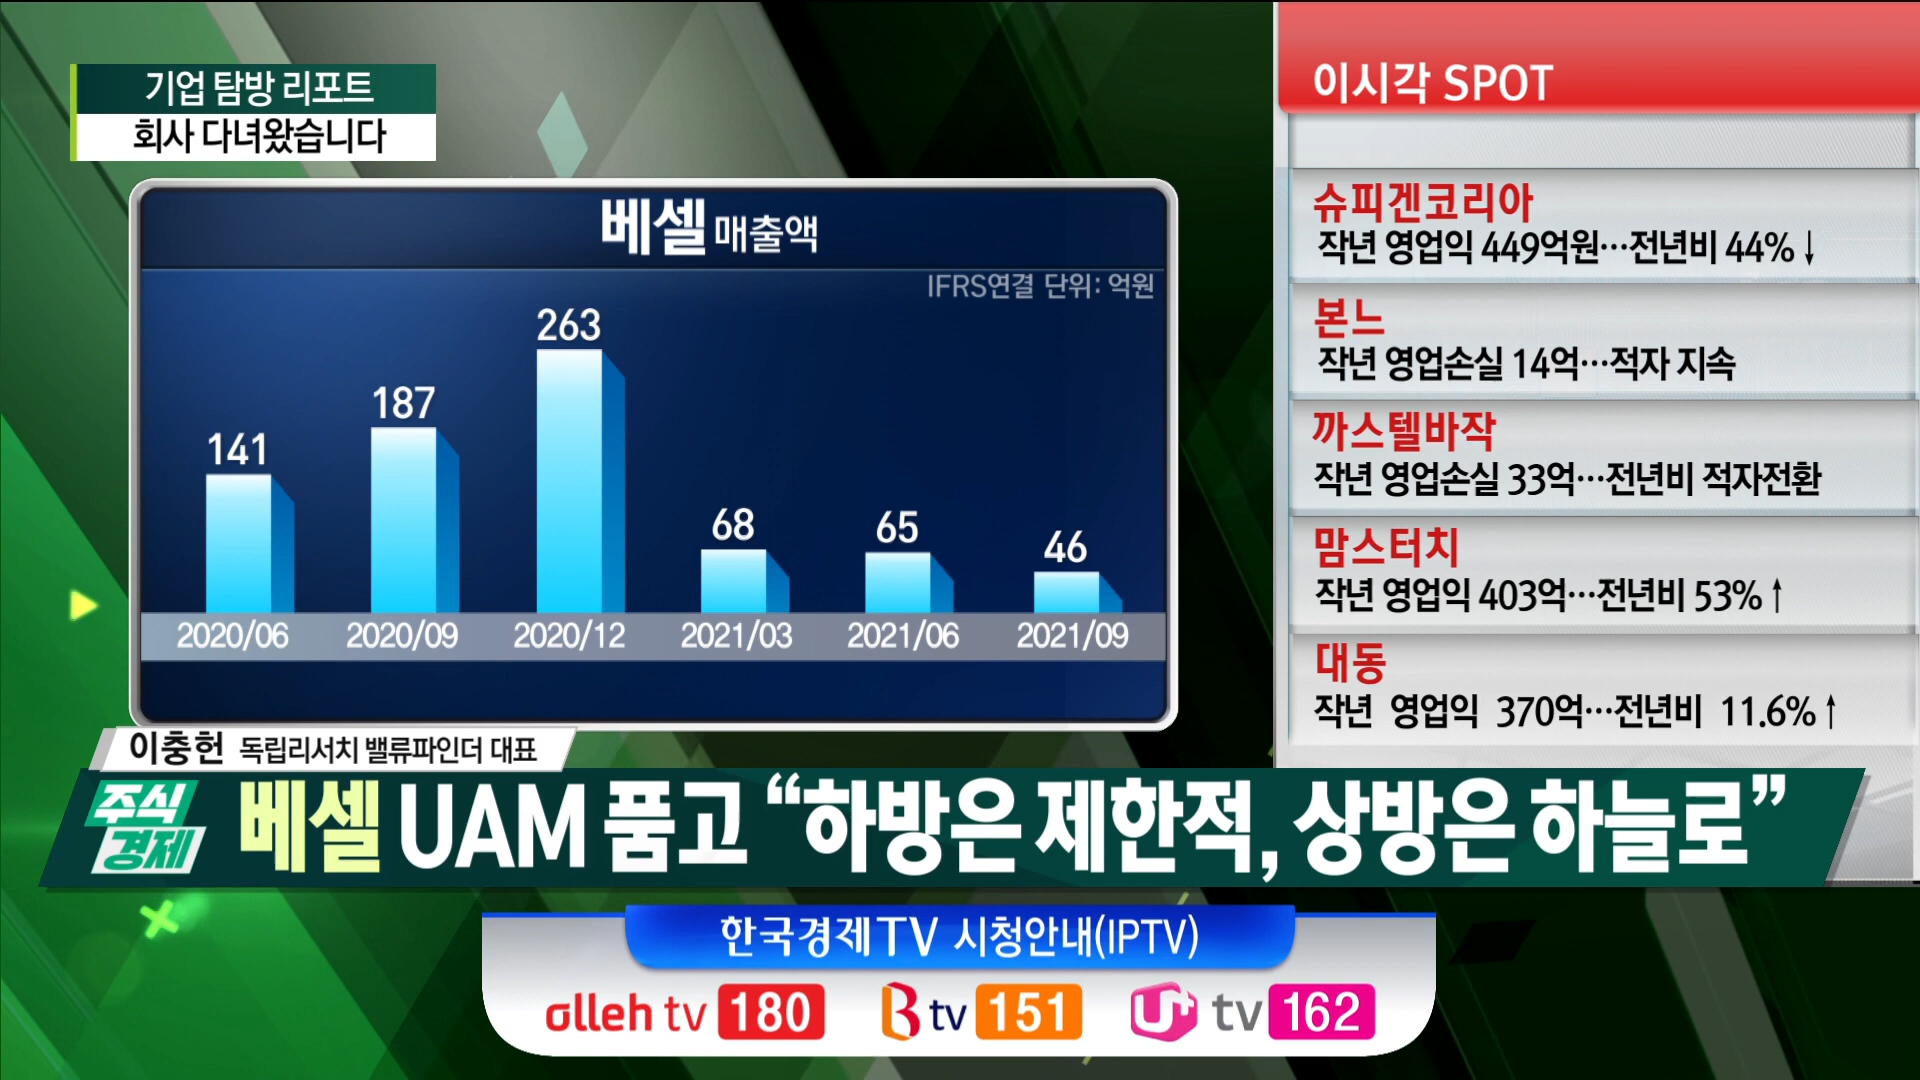 기업 탐방 리포트
회사 다녀왔습니다
베셀 매출액
IFRS연결 단위: 억원
141
187
263
68
65
46
2020/06
2020/09
2020/12
2021/03
2021/06
2021/09
이시각 SPOT
슈피겐코리아
작년 영업익 449억원…전년비 44%↓
본느
작년 영업손실 14억…적자 지속
까스텔바작
작년 영업손실 33억…전년비 적자전환
맘스터치
작년 영업익 403억…전년비 53%↑
대동
작년 영업익 370억…전년비 11.6%↑
이충헌 독립리서치 밸류파인더 대표
주식
경제
베셀 UAM 품고 “하방은 제한적, 상방은 하늘로”
한국경제TV 시청안내(IPTV)
olleh tv 180
B tv 151
U+ tv 162